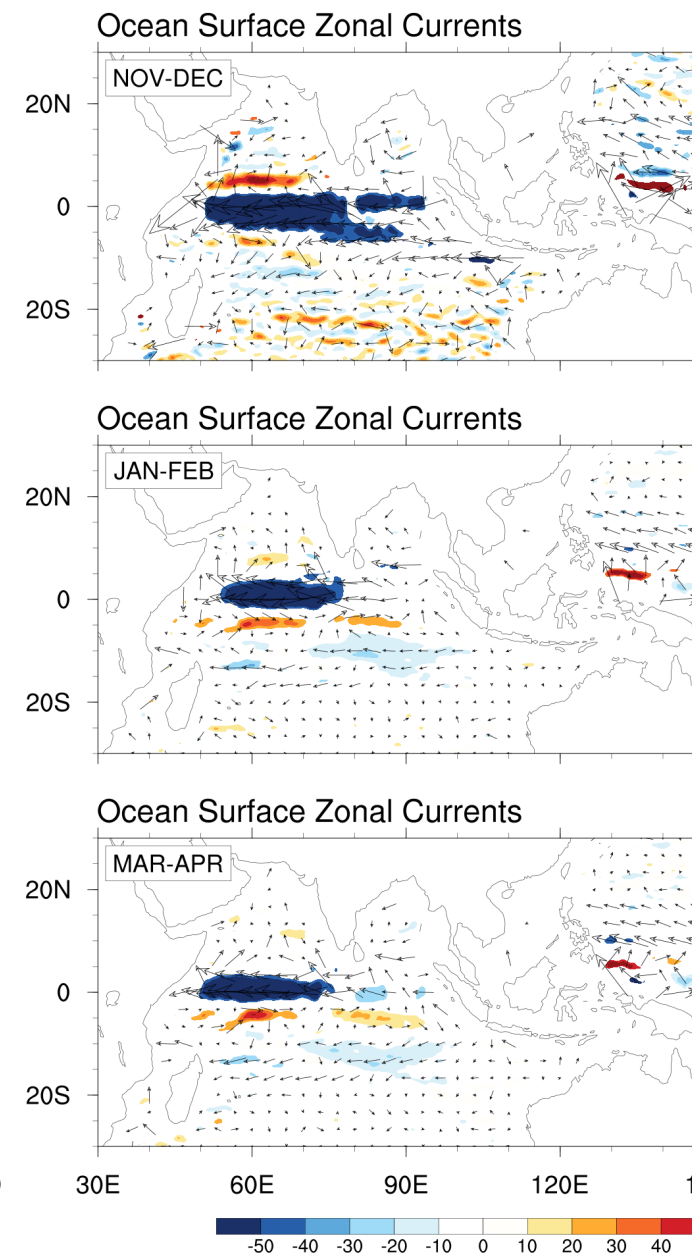 Ocean Surface Zonal Currents
NOV-DEC
20N
0
20S
Ocean Surface Zonal Currents
JAN-FEB
20N
0
20S
Ocean Surface Zonal Currents
MAR-APR
20N
0
20S
30E 60E 90E 120E
-50 -40 -30 -20 -10 0 10 20 30 40